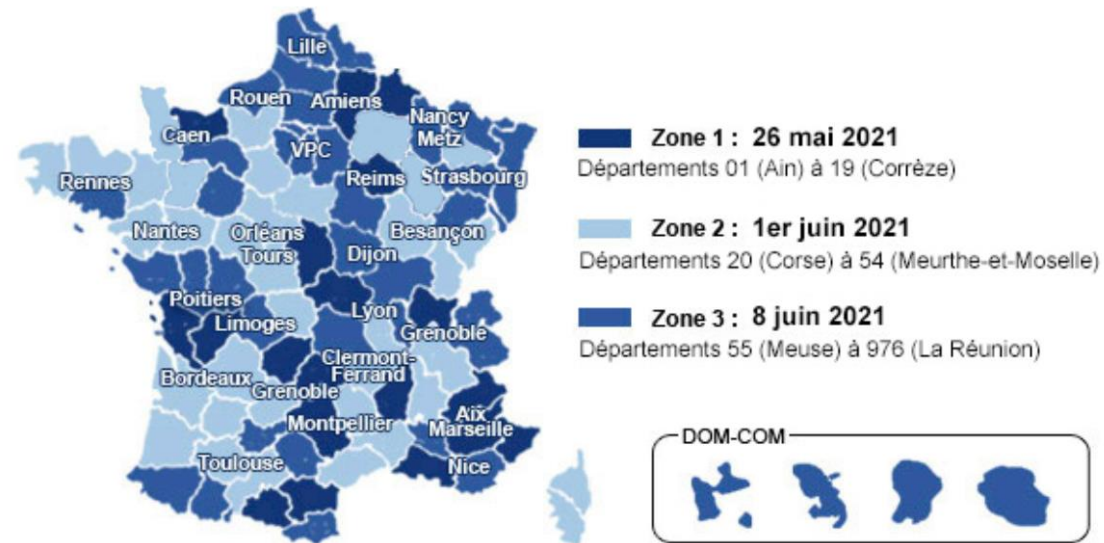 Lille
Rouen
Amiens
Nancy
Metz
Caen
VPC
Reims
Strasbourg
Rennes
Nantes
Orléans
Tours
Besançon
Dijon
Poitiers
Limoges
Lyon
Grenoble
Clermont-
Ferrand
Bordeaux
Grenoble
Montpellier
Aix
Marseille
Toulouse
Nice
Zone 1 : 26 mai 2021
Départements 01 (Ain) à 19 (Corrèze)
Zone 2 : 1er juin 2021
Départements 20 (Corse) à 54 (Meurthe-et-Moselle)
Zone 3 : 8 juin 2021
Départements 55 (Meuse) à 976 (La Réunion)
DOM-COM